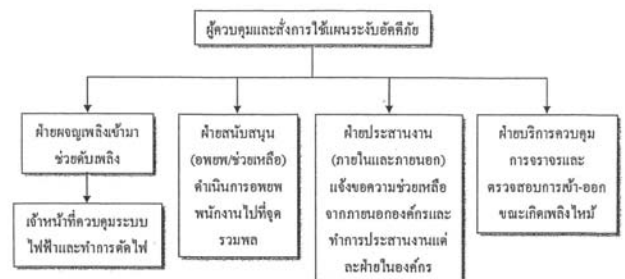 ผู้ควบคุมและสั่งการใช้แผนระงับอัคคีภัย
ฝ่ายผจญเพลิงเข้ามา
ช่วยดับเพลิง
เจ้าหน้าที่ควบคุมระบบ
ไฟฟ้าและทำการตัดไฟ
ฝ่ายสนับสนุน
(อพยพ/ช่วยเหลือ)
ดำเนินการอพยพ
พนักงานไปที่จุด
รวมพล
ฝ่ายประสานงาน
(ภายในและภายนอก)
แจ้งขอความช่วยเหลือ
จากภายนอกองค์กรและ
ทำการประสานงานแต่
ละฝ่ายในองค์กร
ฝ่ายบริการควบคุม
การจราจรและ
ตรวจสอบการเข้า-ออก
ขณะเกิดเพลิงไหม้